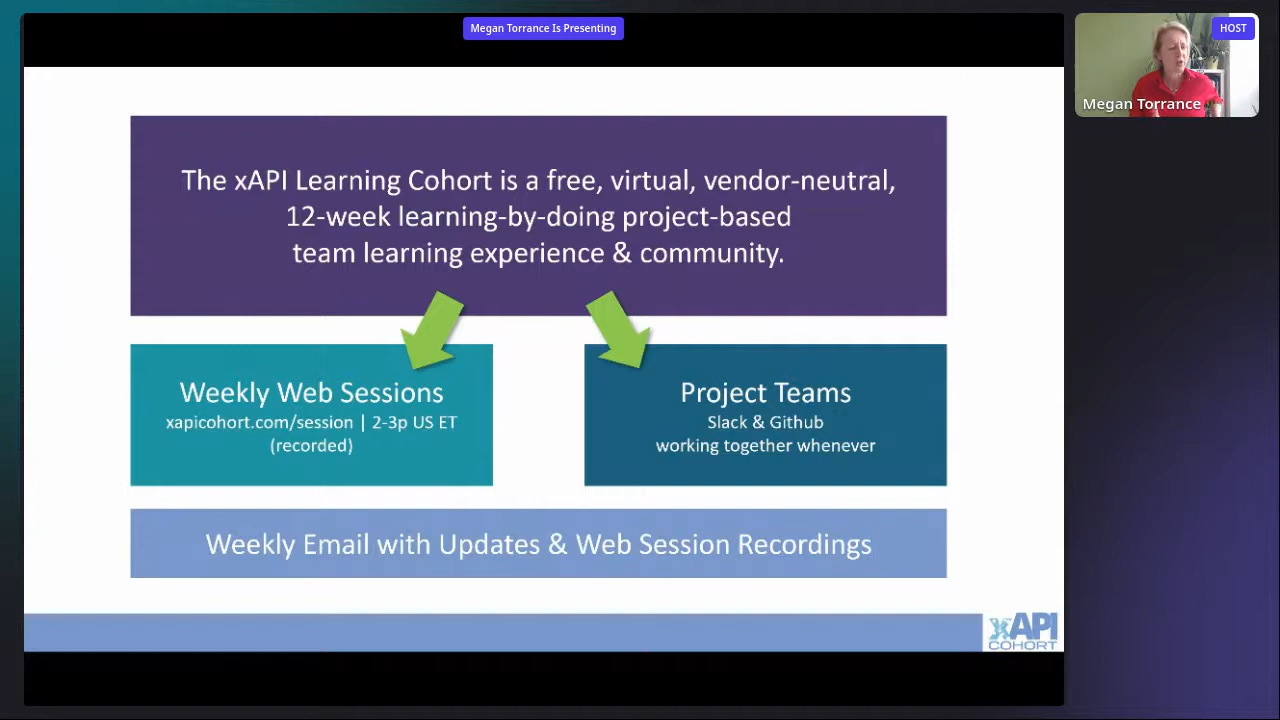 Megan Torrance Is Presenting
HOST
Megan Torrance
The xAPI Learning Cohort is a free, virtual, vendor-neutral,
12-week learning-by-doing project-based
team learning experience & community.
Weekly Web Sessions
xapicohort.com/session | 2-3p US ET
(recorded)
Project Teams
Slack & Github
working together whenever
Weekly Email with Updates & Web Session Recordings
xAPI
COHORT